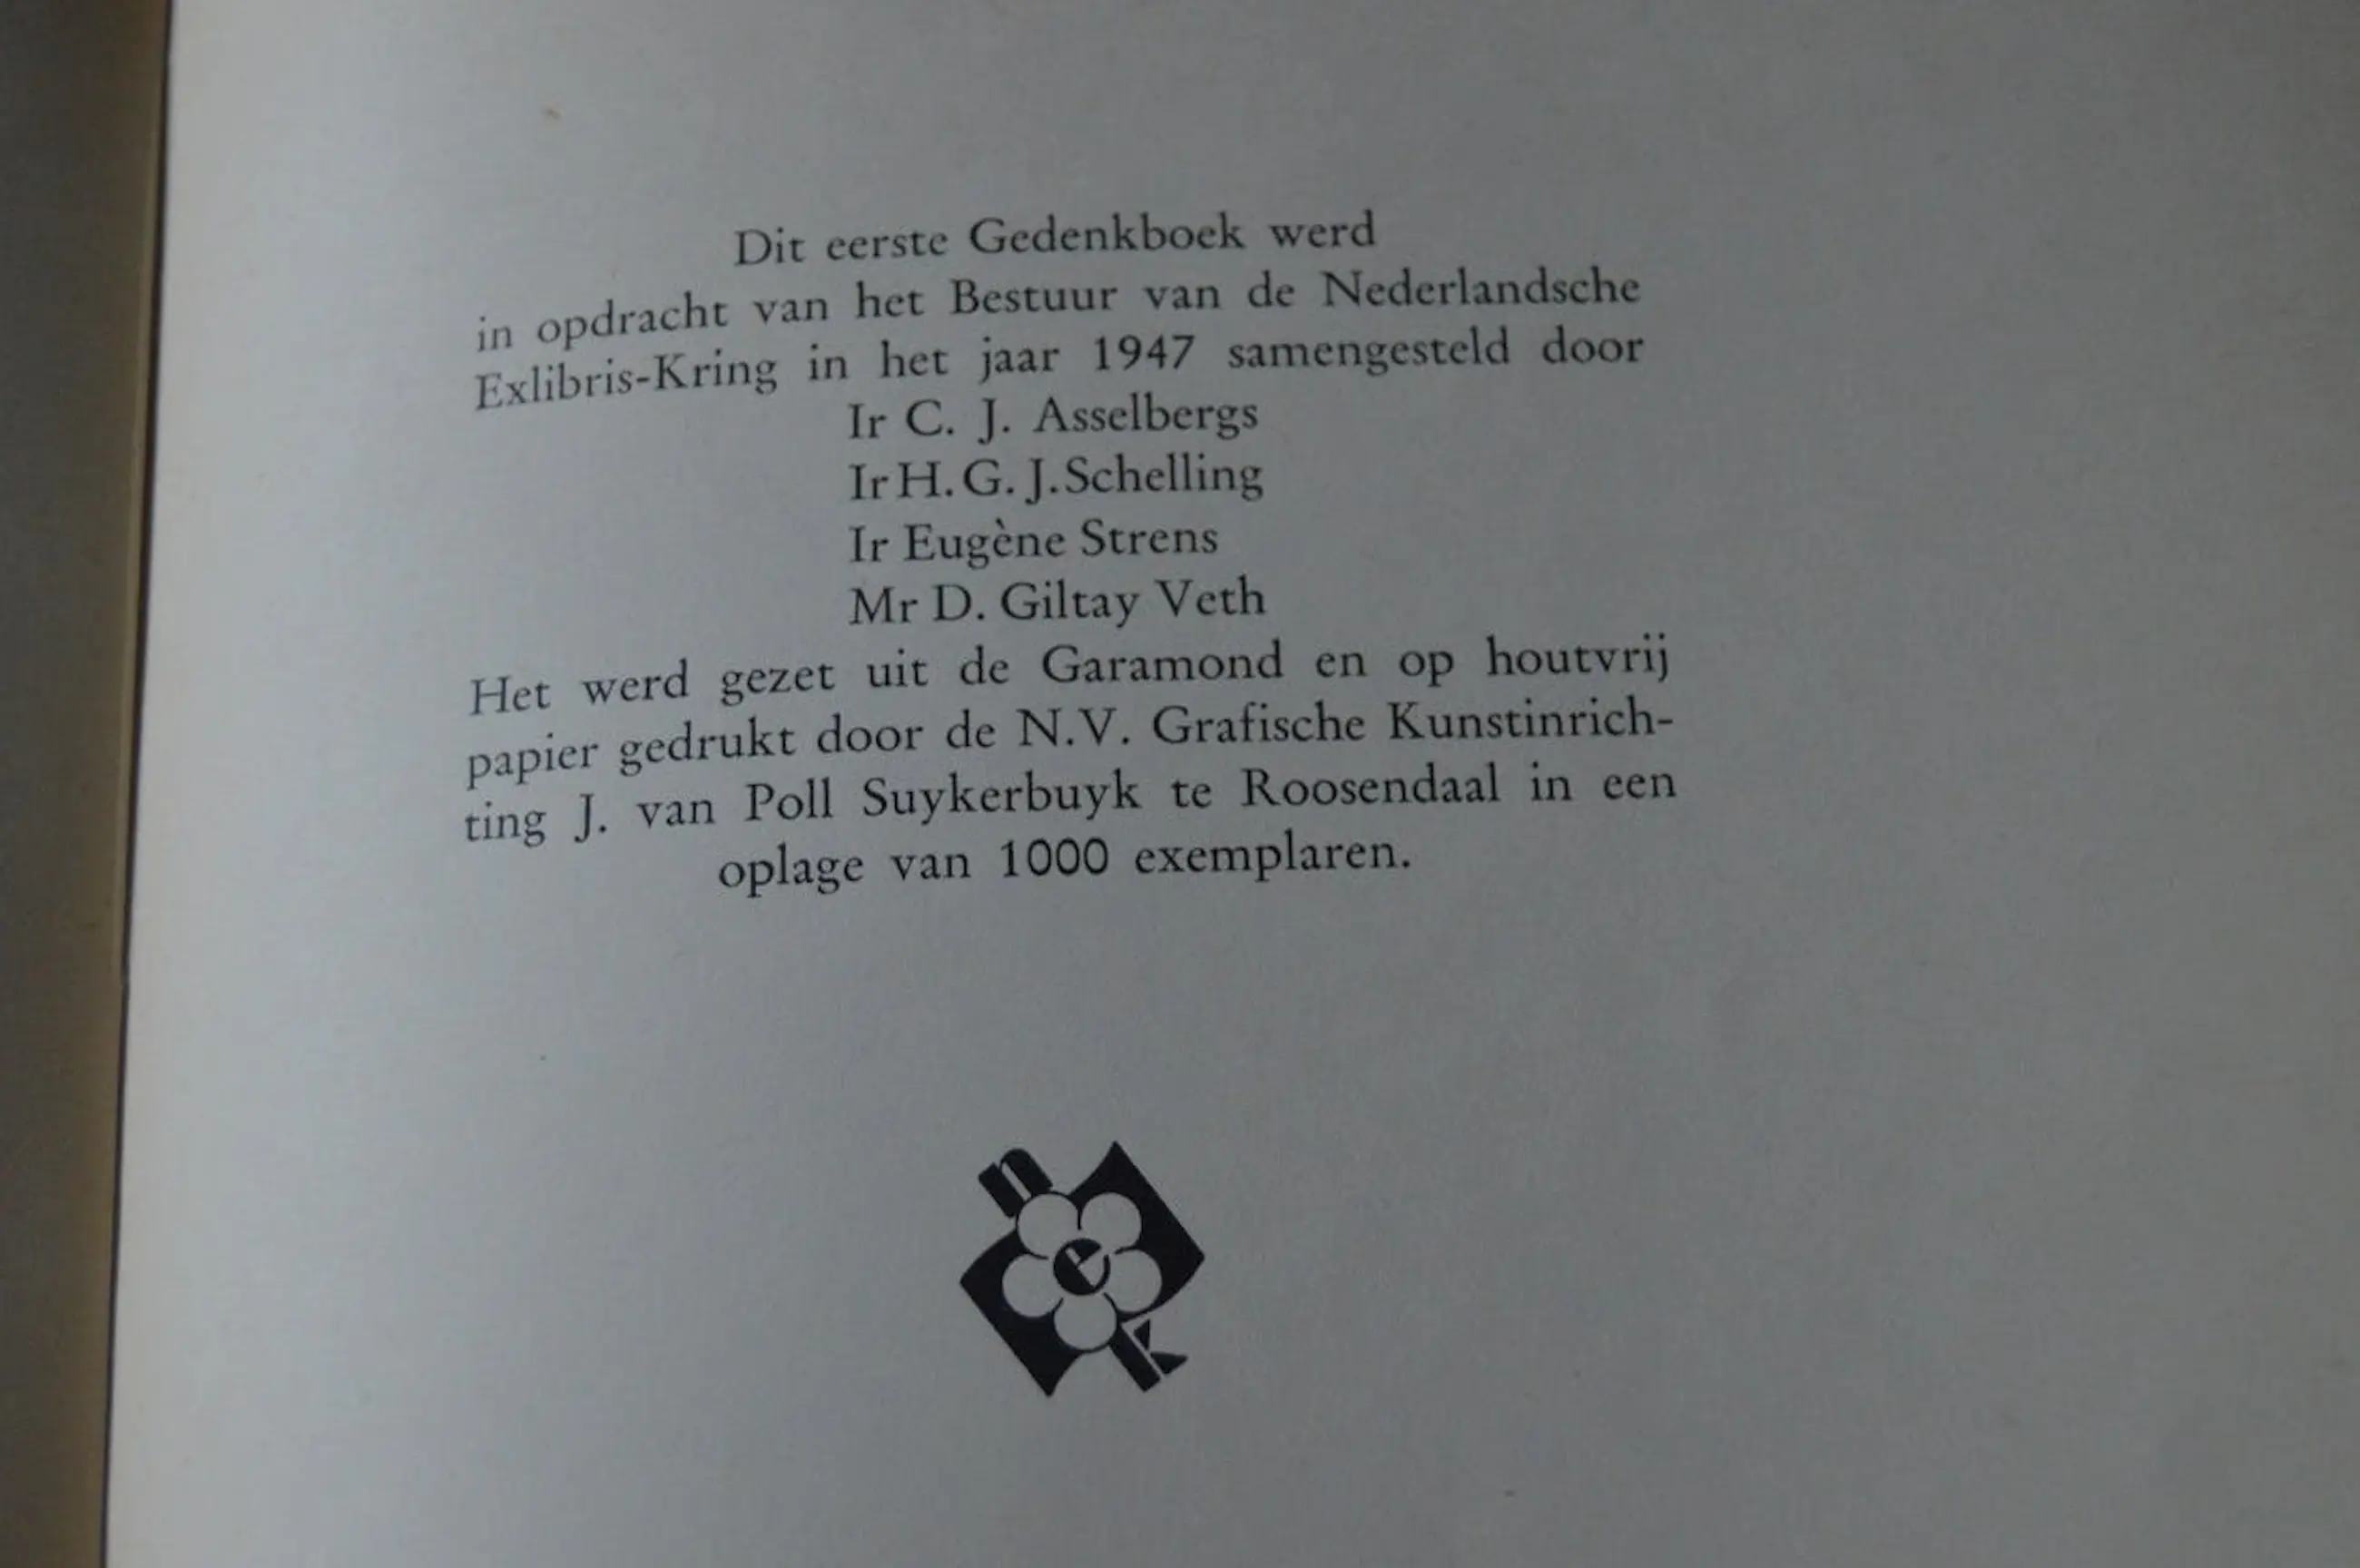 Dit eerste Gedenkboek werd
in opdracht van het Bestuur van de Nederlandsche
Exlibris-Kring in het jaar 1947 samengesteld door
Ir C. J. Asselbergs
Ir H. G. J. Schelling
Ir Eugène Strens
Mr D. Giltay Veth
Het werd gezet uit de Garamond en op houtvrij
papier gedrukt door de N.V. Grafische Kunstinrich-
ting J. van Poll Suykerbuyk te Roosendaal in een
oplage van 1000 exemplaren.
n
e
k